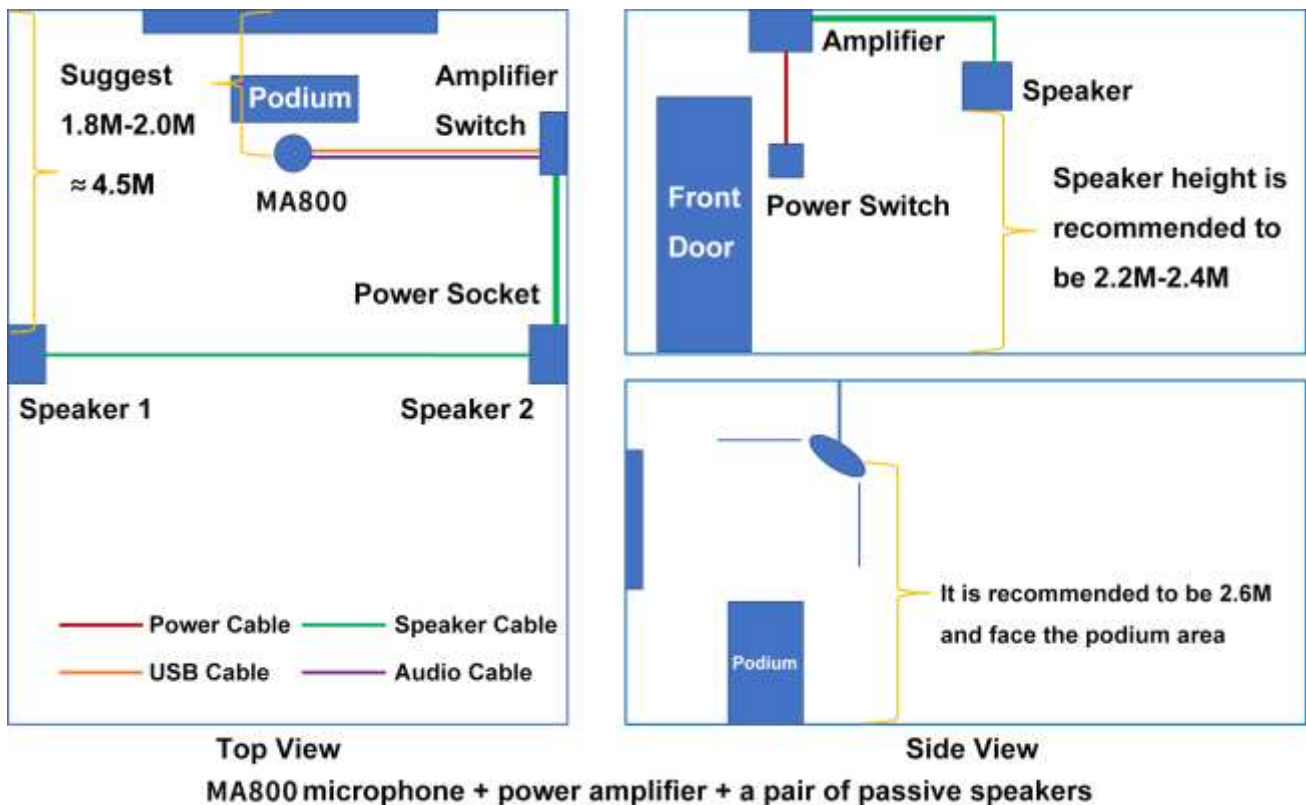 Suggest
1.8M-2.0M
≈ 4.5M
Podium
Amplifier
Switch
MA800
Power Socket
Speaker 1
Speaker 2
Power Cable
Speaker Cable
USB Cable
Audio Cable
Top View
Amplifier
Speaker
Front
Door
Power Switch
Speaker height is
recommended to
be 2.2M-2.4M
It is recommended to be 2.6M
and face the podium area
Podium
Side View
MA800 microphone + power amplifier + a pair of passive speakers